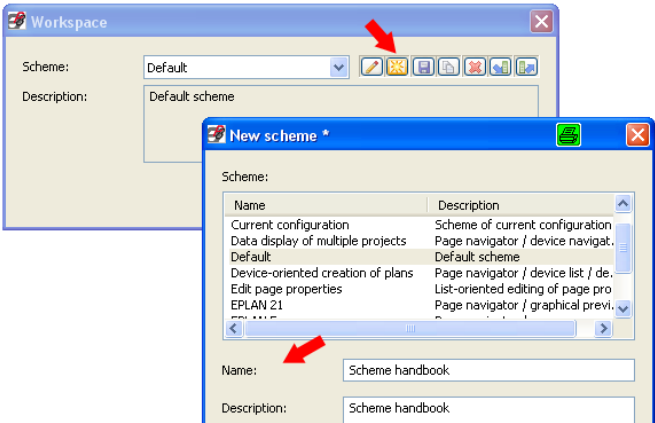 Workspace
Scheme: Default
Description: Default scheme
New scheme *
Scheme:
Name Description
Current configuration Scheme of current configuration
Data display of multiple projects Page navigator / device navigat.
Default Default scheme
Device-oriented creation of plans Page navigator / device list / de..
Edit page properties List-oriented editing of page pro
EPLAN 21 Page navigator / graphical previ.
Name: Scheme handbook
Description: Scheme handbook